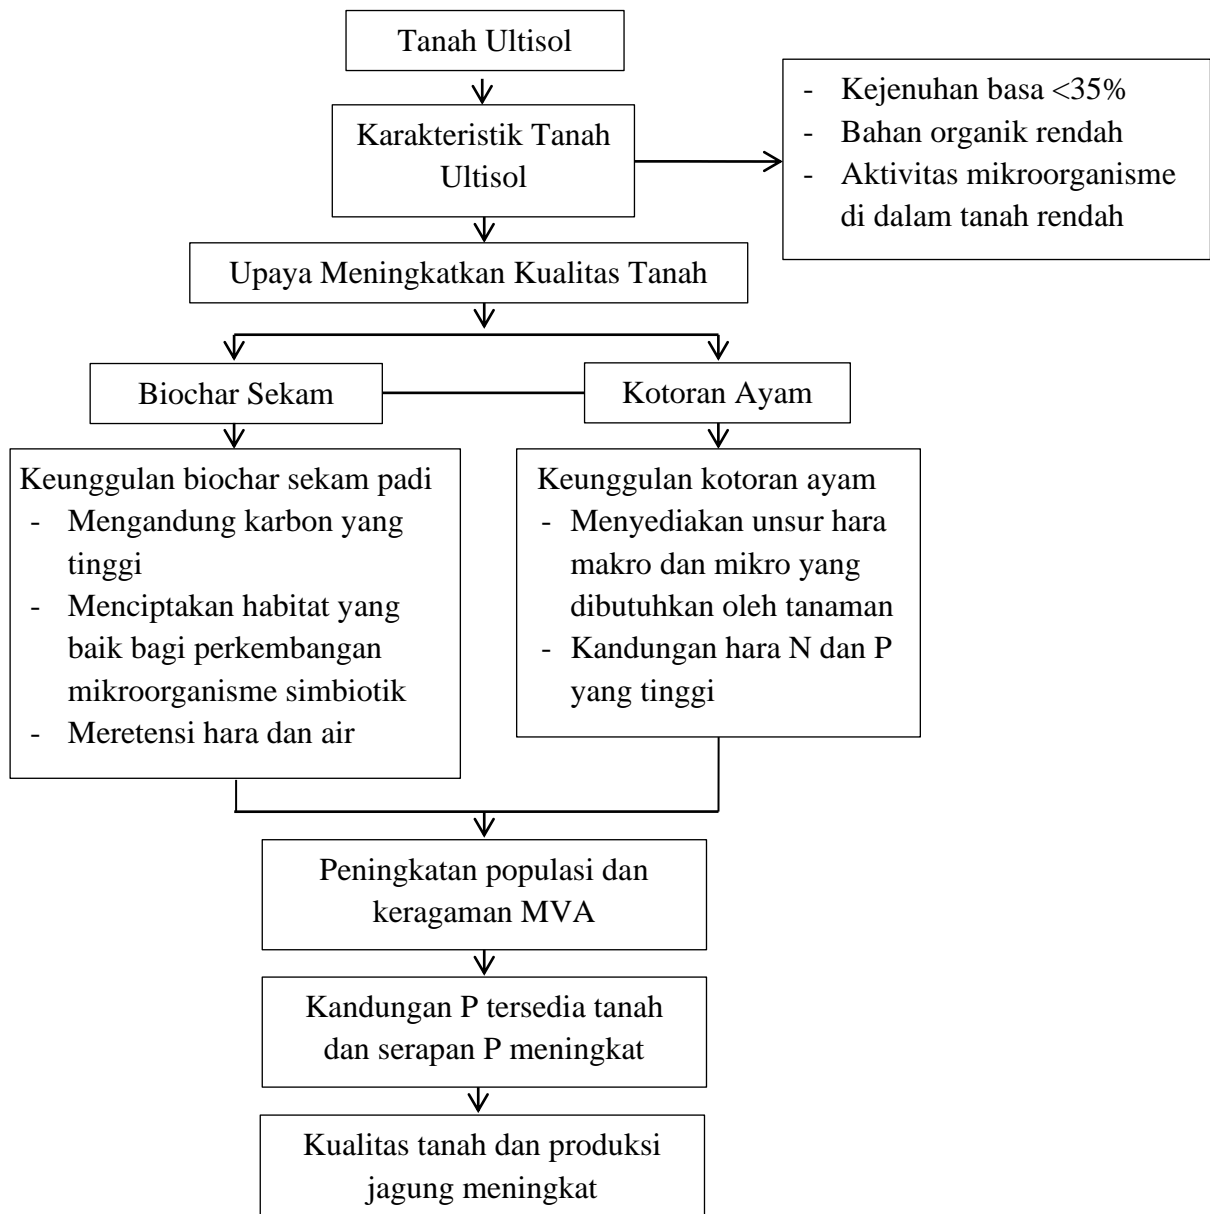 Tanah Ultisol
Karakteristik Tanah
Ultisol
- Kejenuhan basa <35%
- Bahan organik rendah
- Aktivitas mikroorganisme
di dalam tanah rendah
Upaya Meningkatkan Kualitas Tanah
Biochar Sekam
Kotoran Ayam
Keunggulan biochar sekam padi
- Mengandung karbon yang
tinggi
- Menciptakan habitat yang
baik bagi perkembangan
mikroorganisme simbiotik
- Meretensi hara dan air
Keunggulan kotoran ayam
- Menyediakan unsur hara
makro dan mikro yang
dibutuhkan oleh tanaman
- Kandungan hara N dan P
yang tinggi
Peningkatan populasi dan
keragaman MVA
Kandungan P tersedia tanah
dan serapan P meningkat
Kualitas tanah dan produksi
jagung meningkat